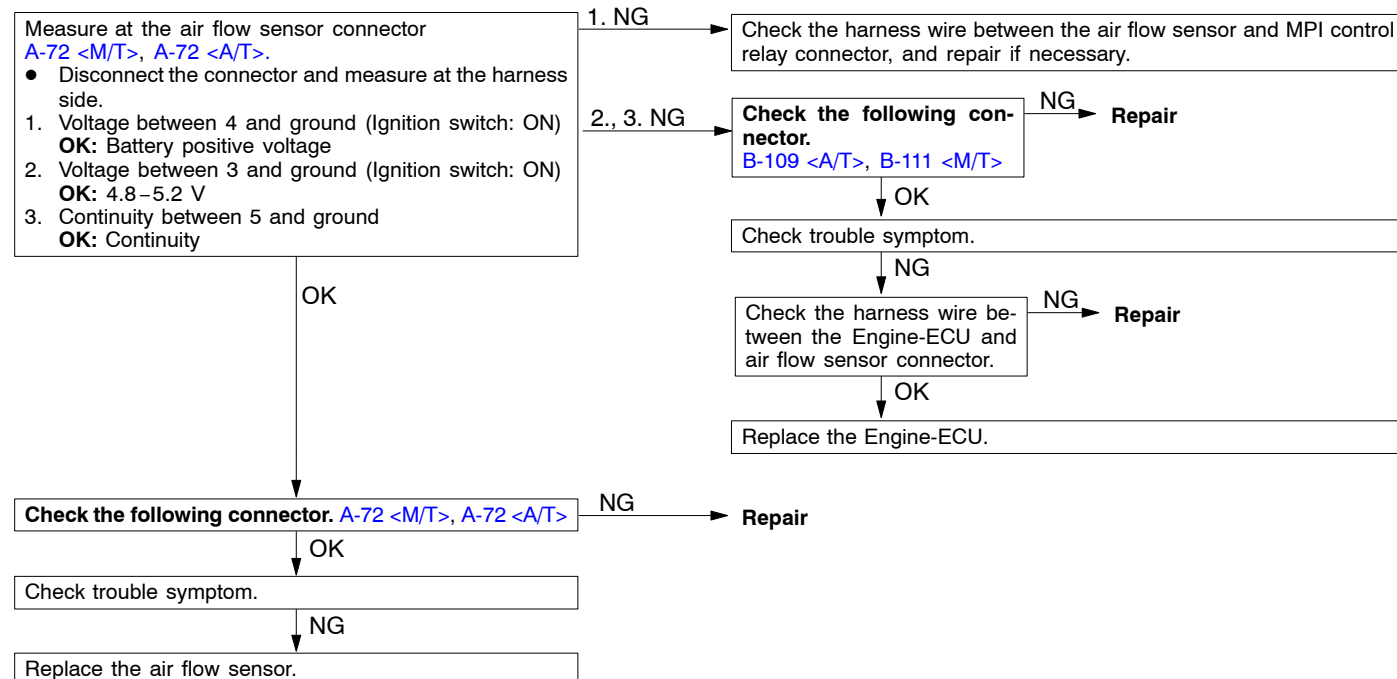 Measure at the air flow sensor connector
A-72 <M/T>, A-72 <A/T>.
● Disconnect the connector and measure at the harness
side.
1. Voltage between 4 and ground (Ignition switch: ON)
OK: Battery positive voltage
2. Voltage between 3 and ground (Ignition switch: ON)
OK: 4.8–5.2 V
3. Continuity between 5 and ground
OK: Continuity
1. NG
Check the harness wire between the air flow sensor and MPI control
relay connector, and repair if necessary.
2., 3. NG
Check the following con-
nector.
B-109 <A/T>, B-111 <M/T>
NG
Repair
OK
Check trouble symptom.
NG
Check the harness wire be-
tween the Engine-ECU and
air flow sensor connector.
NG
Repair
OK
Replace the Engine-ECU.
OK
Check the following connector. A-72 <M/T>, A-72 <A/T>
NG
Repair
OK
Check trouble symptom.
NG
Replace the air flow sensor.